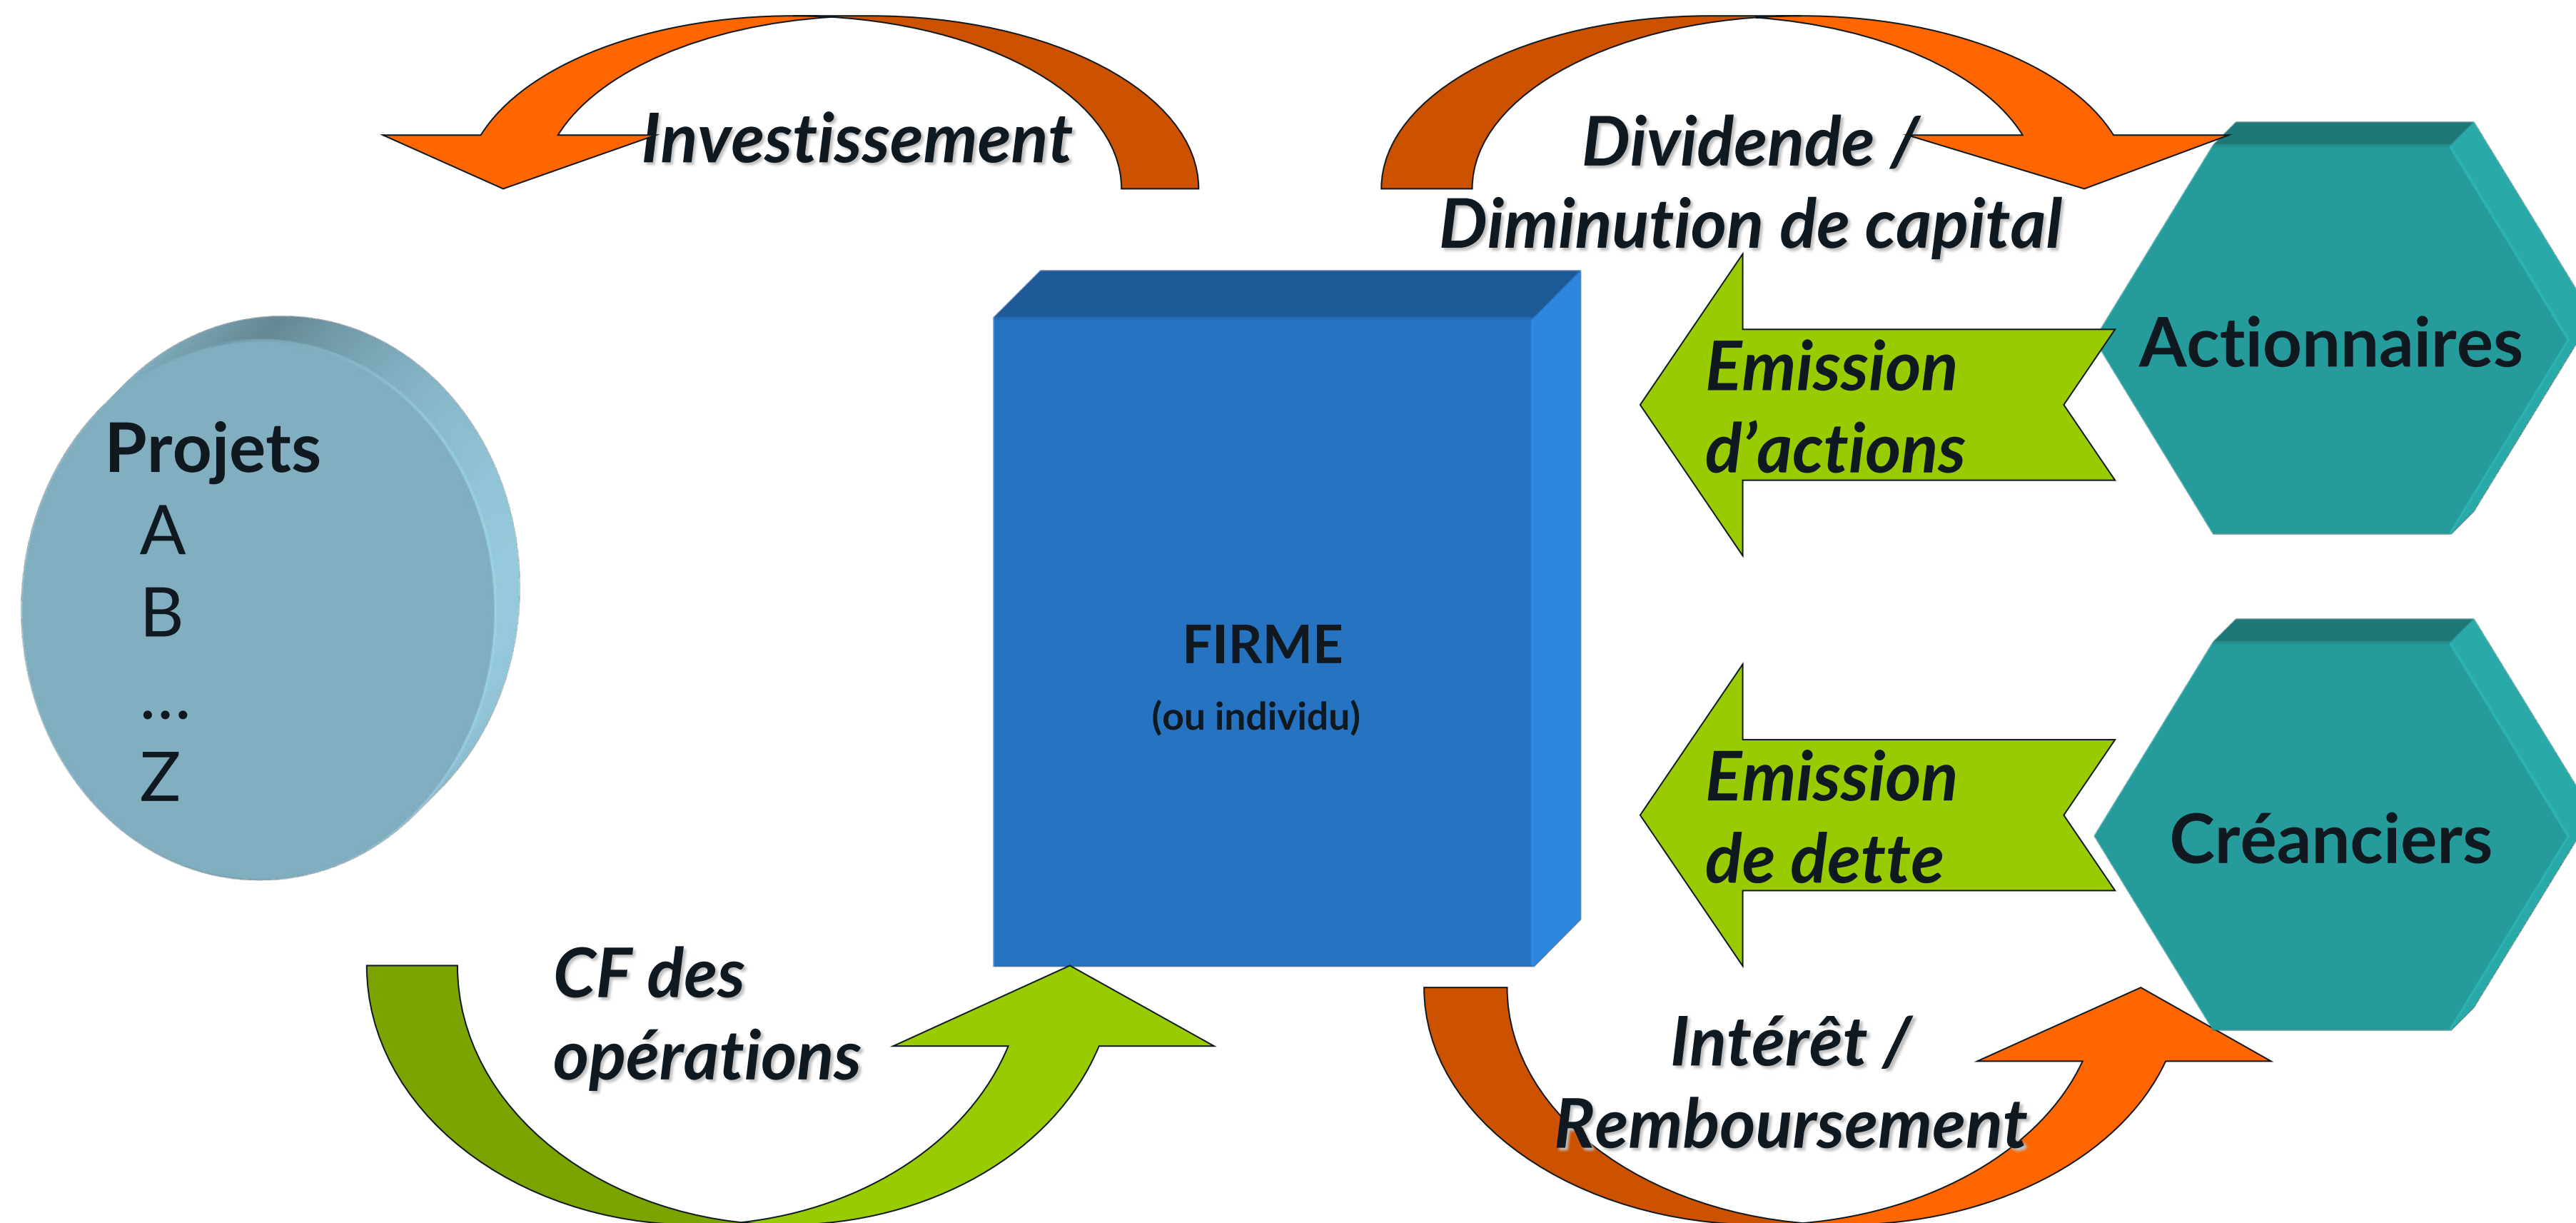 Investissement
Dividende /
Diminution de capital
Actionnaires
Emission
d’actions
Projets
A
B
...
Z
FIRME
(ou individu)
Emission
de dette
Créanciers
CF des
opérations
Intérêt /
Remboursement